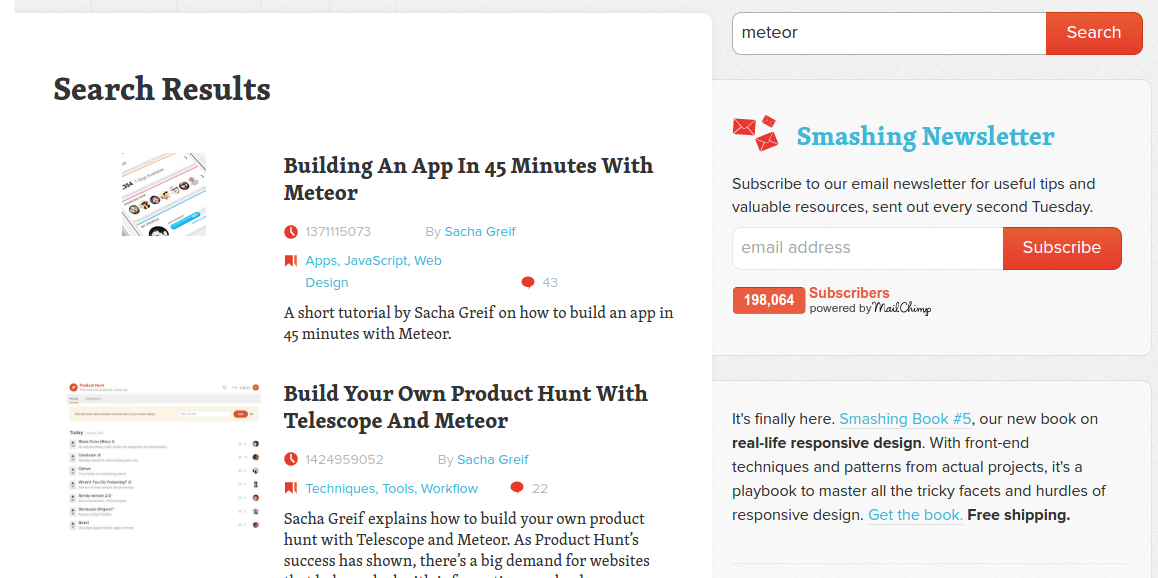 Search Results
Building An App In 45 Minutes With
Meteor
1371115073
By Sacha Greif
Apps, JavaScript, Web
Design
43
A short tutorial by Sacha Greif on how to build an app in
45 minutes with Meteor.
Product Hunt
Today
Build Your Own Product Hunt With
Telescope And Meteor
1424959052
By Sacha Greif
Techniques, Tools, Workflow
22
Sacha Greif explains how to build your own product
hunt with Telescope and Meteor. As Product Hunt’s
success has shown, there’s a big demand for websites
meteor
Search
Smashing Newsletter
Subscribe to our email newsletter for useful tips and
valuable resources, sent out every second Tuesday.
email address
Subscribe
198,064
Subscribers
powered by MailChimp
It's finally here. Smashing Book #5, our new book on
real-life responsive design. With front-end
techniques and patterns from actual projects, it's a
playbook to master all the tricky facets and hurdles of
responsive design. Get the book. Free shipping.